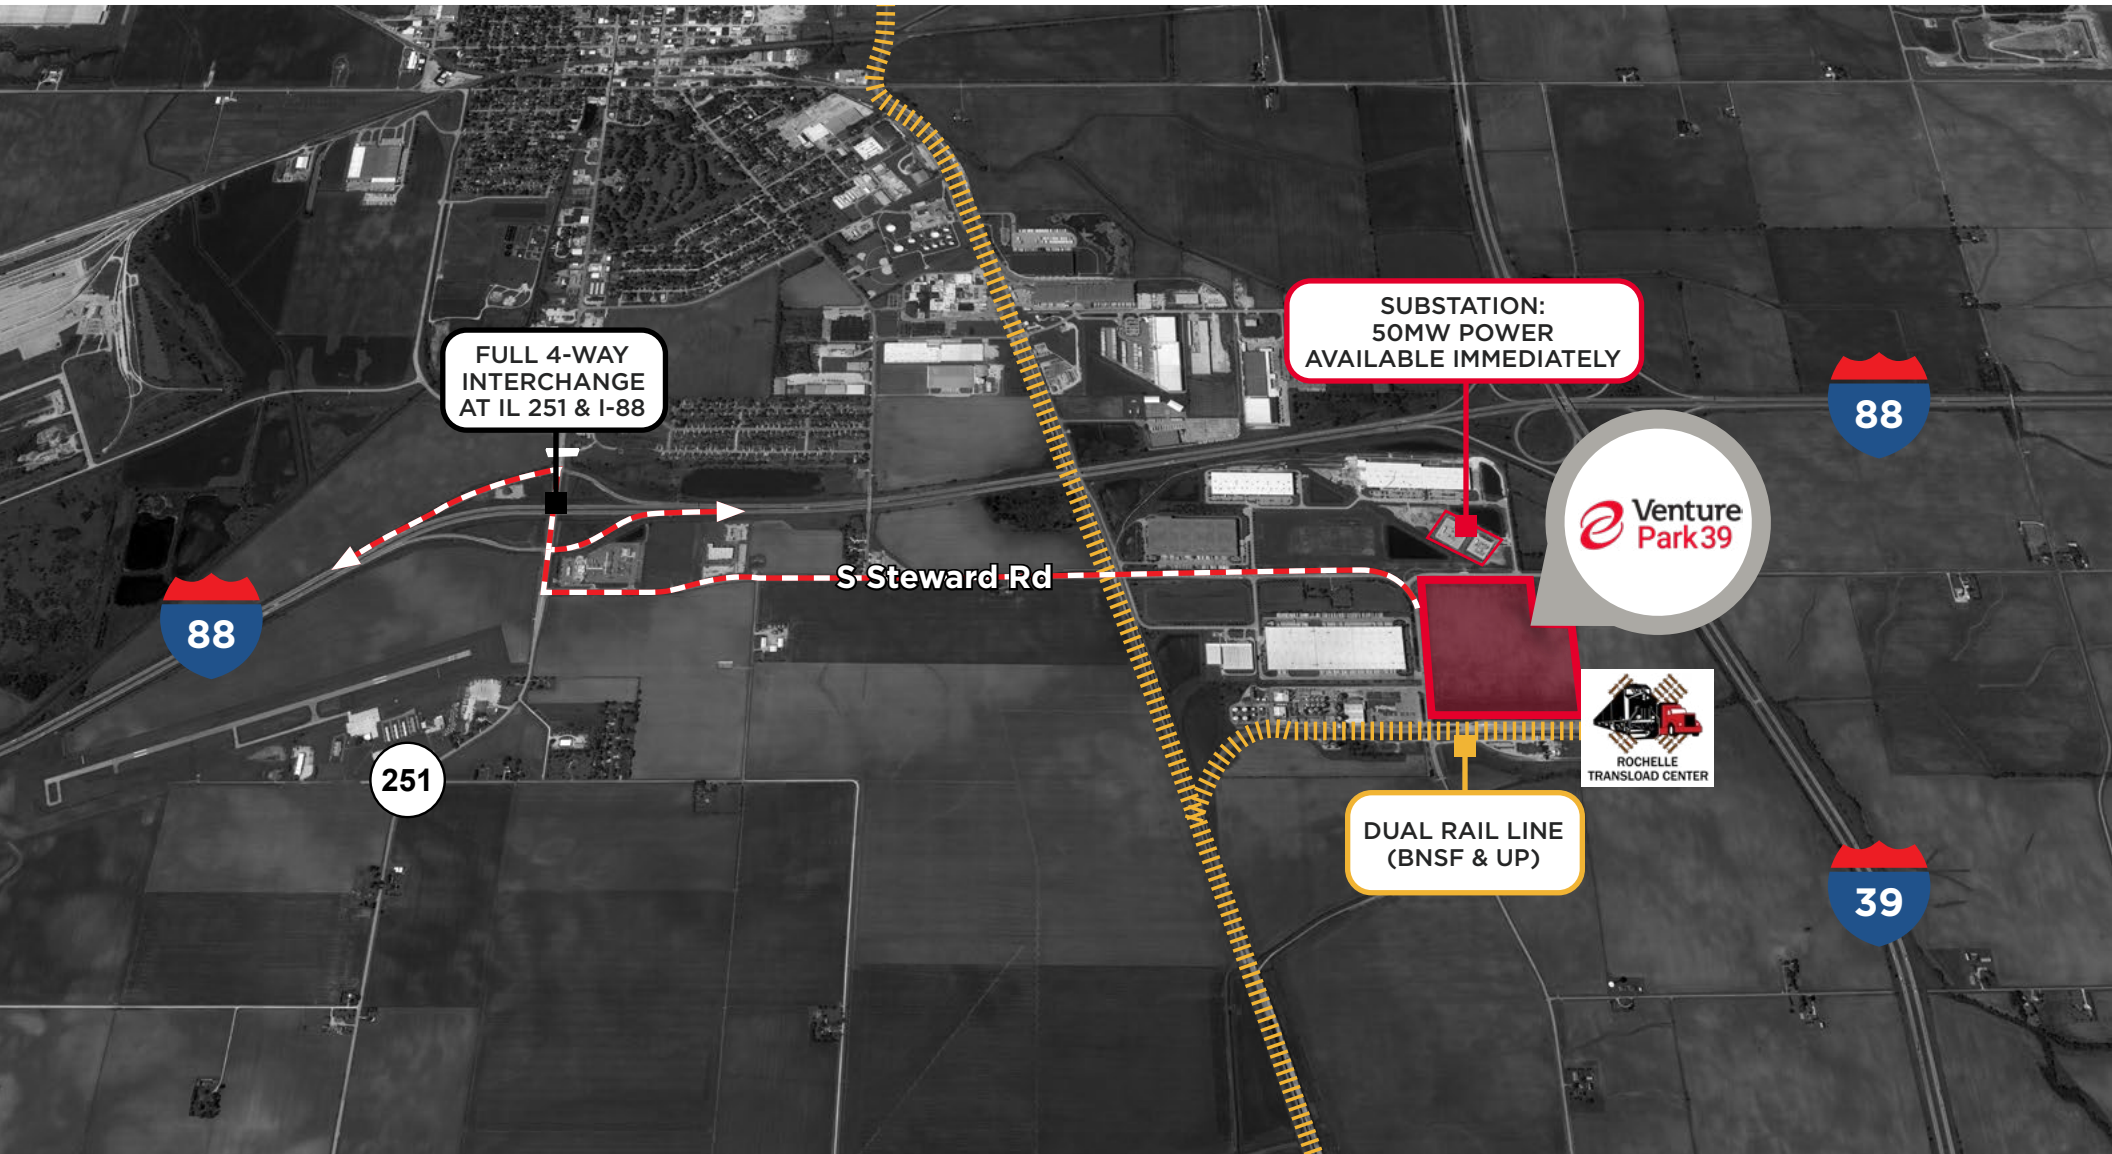 SUBSTATION:
50MW POWER
AVAILABLE IMMEDIATELY
FULL 4-WAY
INTERCHANGE
AT IL 251 & I-88
88
Venture
Park39
S Steward Rd
88
ROCHELLE
TRANSLOAD CENTER
251
DUAL RAIL LINE
(BNSF & UP)
39